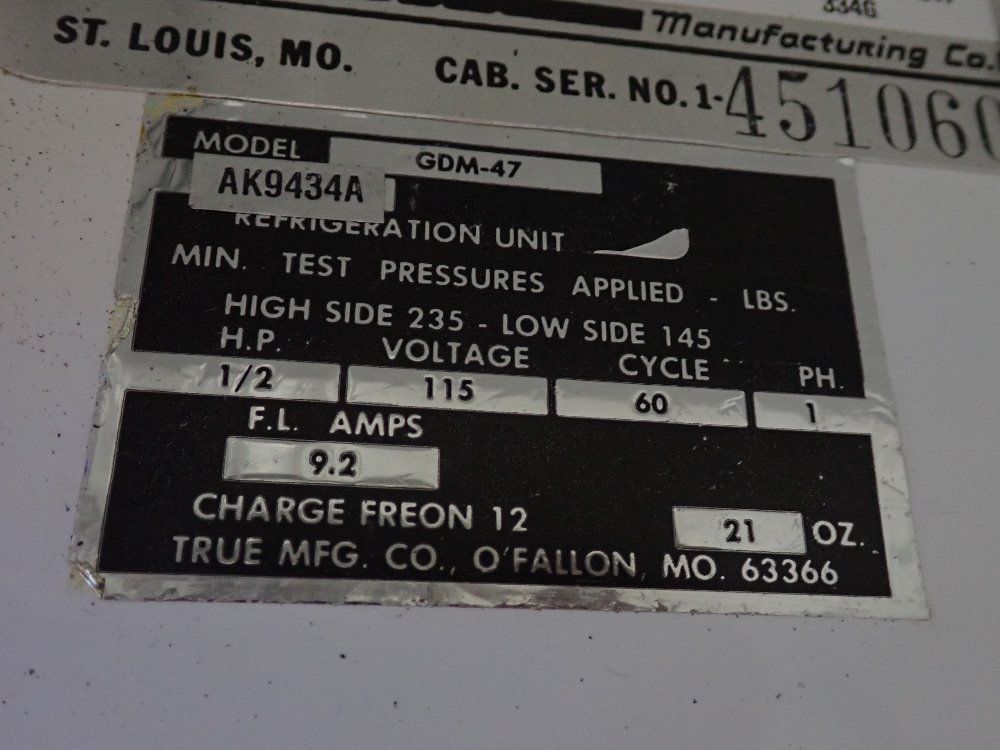 334G
Manufacturing Co.
ST. LOUIS, MO.
CAB. SER. NO. 1-451060
MODEL GDM-47
AK9434A
REFRIGERATION UNIT
MIN. TEST PRESSURES APPLIED - LBS.
HIGH SIDE 235 - LOW SIDE 145
H.P. VOLTAGE CYCLE PH.
1/2 115 60 1
F.L. AMPS
9.2
CHARGE FREON 12 21 OZ.
TRUE MFG. CO., O'FALLON, MO. 63366